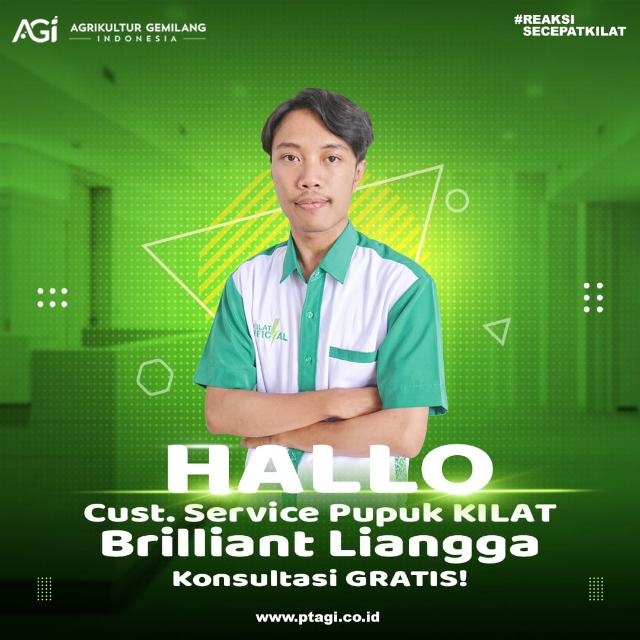 AGI AGRIKULTUR GEMILANG
INDONESIA
#REAKSI
SECEPATKILAT
HALLO
Cust. Service Pupuk KILAT
Brilliant Liangga
Konsultasi GRATIS!
www.ptagi.co.id